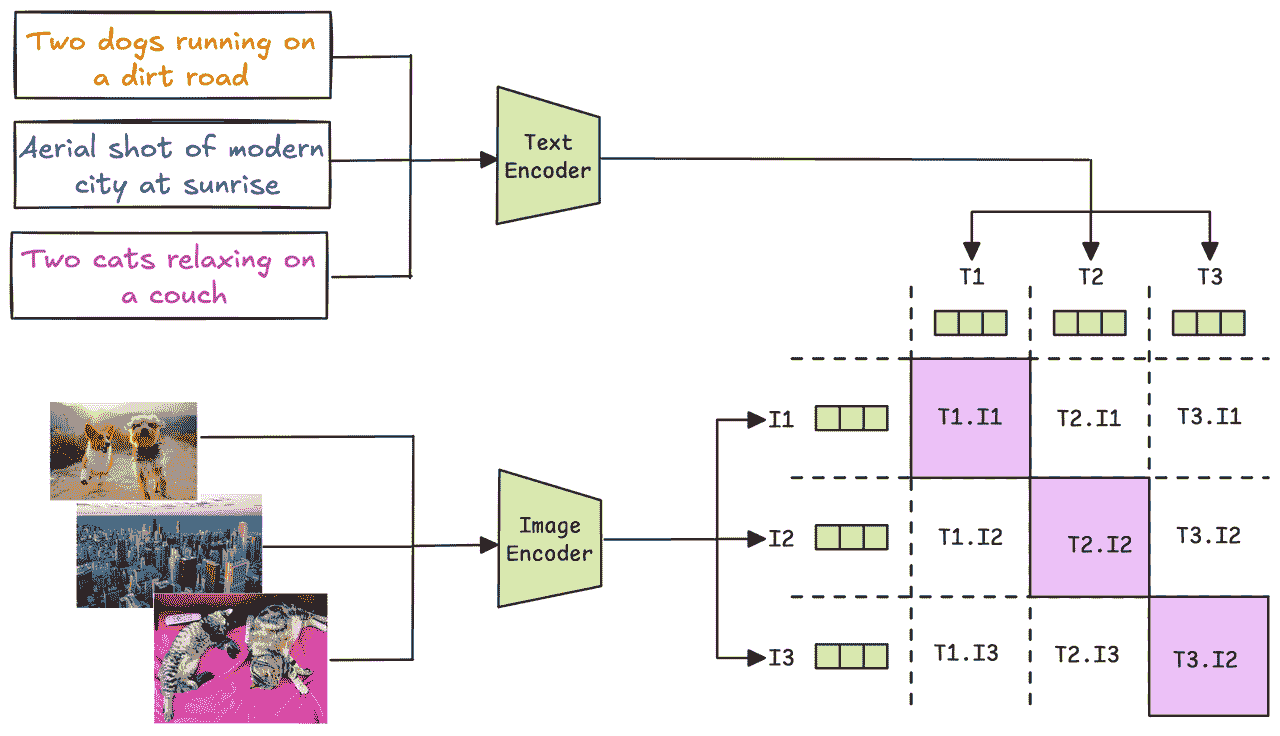 Two dogs running on
a dirt road
Aerial shot of modern
city at sunrise
Two cats relaxing on
a couch
Text
Encoder
T1 T2 T3
Image
Encoder
I1 T1.I1 T2.I1 T3.I1
I2 T1.I2 T2.I2 T3.I2
I3 T1.I3 T2.I3 T3.I2